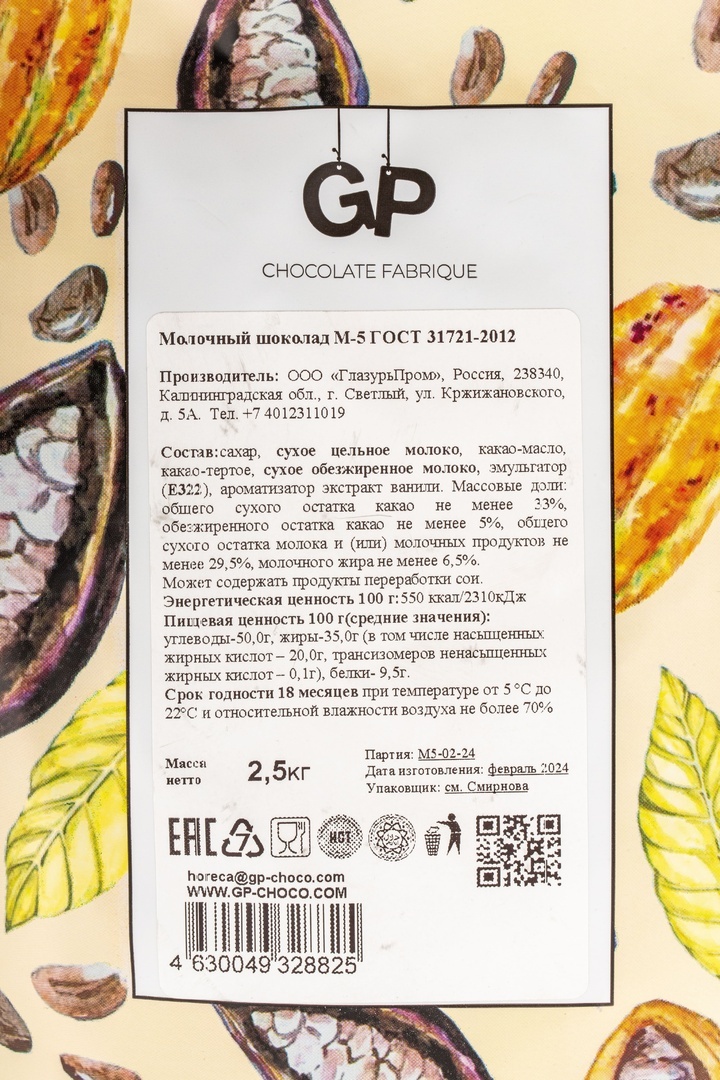 GP
CHOCOLATE FABRIQUE
Молочный шоколад М-5 ГОСТ 31721-2012
Производитель: ООО «ГлазурьПром», Россия, 238340,
Калининградская обл., г. Светлый, ул. Кржижановского,
д. 5А. Тел. +7 4012311019
Состав:сахар, сухое цельное молоко, какао-масло,
какао-тертое, сухое обезжиренное молоко, эмульгатор
(Е322), ароматизатор экстракт ванили. Массовые доли:
общего сухого остатка какао не менее 33%,
обезжиренного остатка какао не менее 5%, общего
сухого остатка молока и (или) молочных продуктов не
менее 29,5%, молочного жира не менее 6,5%.
Может содержать продукты переработки сои.
Энергетическая ценность 100 г:550 ккал/2310кДж
Пищевая ценность 100 г(средние значения):
углеводы-50,0г, жиры-35,0г (в том числе насыщенных
жирных кислот – 20,0г, трансизомеров ненасыщенных
жирных кислот – 0,1г), белки- 9,5г.
Срок годности 18 месяцев при температуре от 5 °С до
22°С и относительной влажности воздуха не более 70%
Масса нетто 2,5кг
Партия: М5-02-24
Дата изготовления: февраль 2024
Упаковщик: см. Смирнова
EAC
НСТ
horeca@gp-choco.com
WWW.GP-CHOCO.COM
4 630049 328825